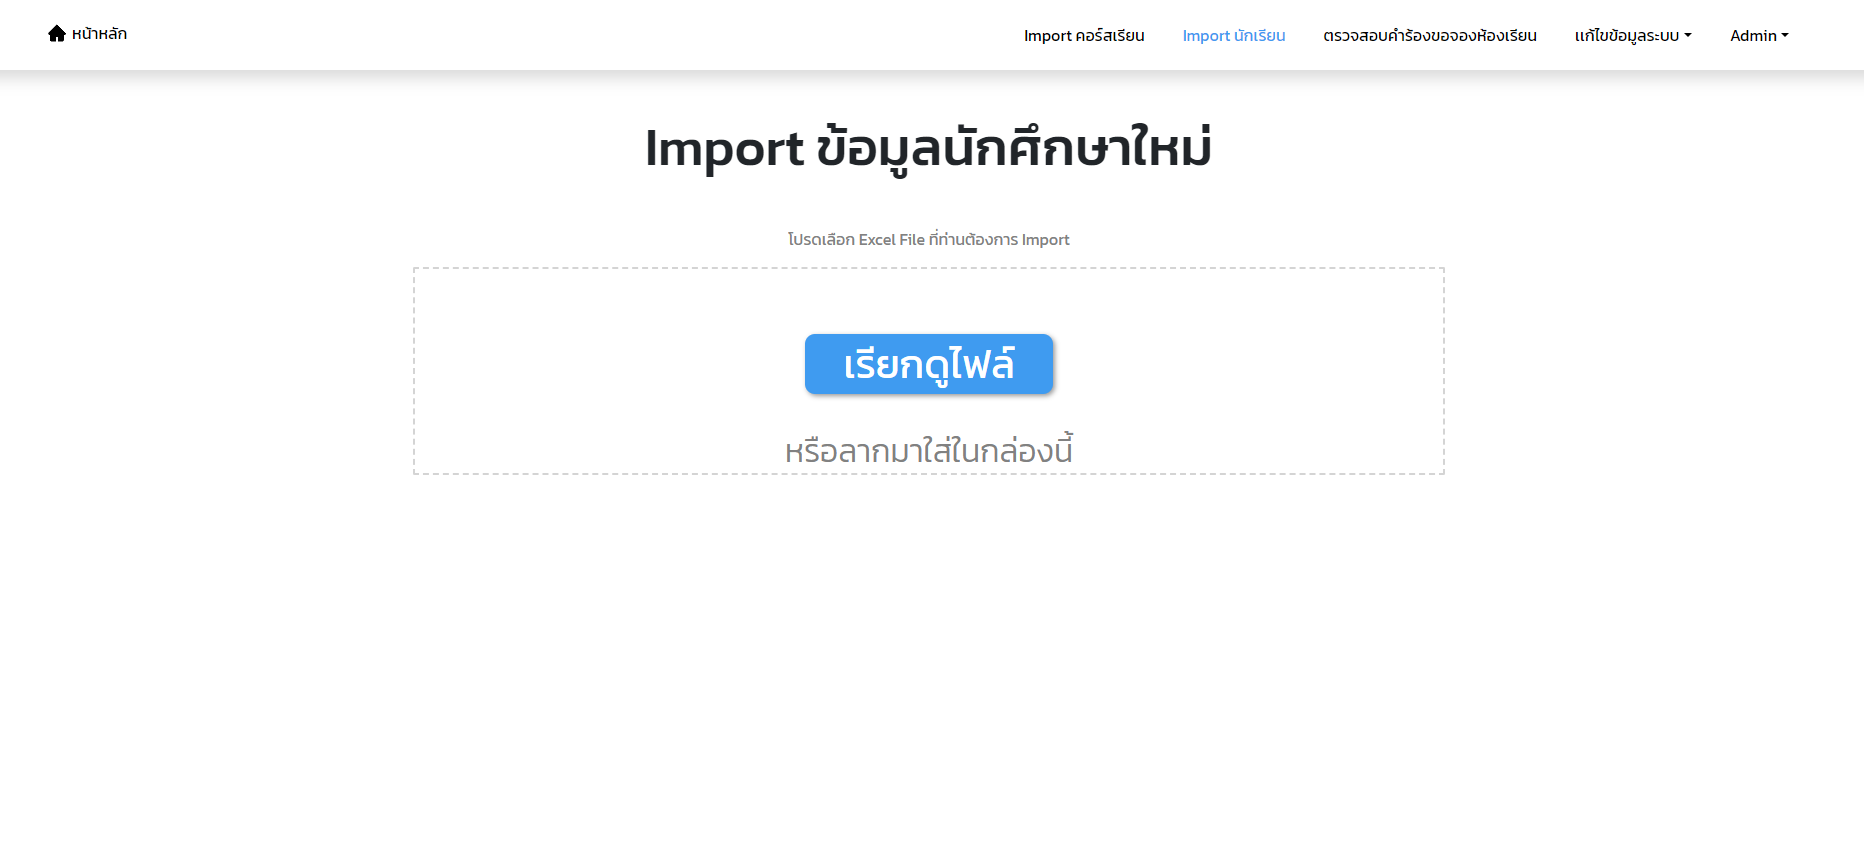 หน้าหลัก
Import คอร์สเรียน
Import นักเรียน
ตรวจสอบคำร้องขอจองห้องเรียน
แก้ไขข้อมูลระบบ
Admin
Import ข้อมูลนักศึกษาใหม่
โปรดเลือก Excel File ที่ท่านต้องการ Import
เรียกดูไฟล์
หรือลากมาใส่ในกล่องนี้